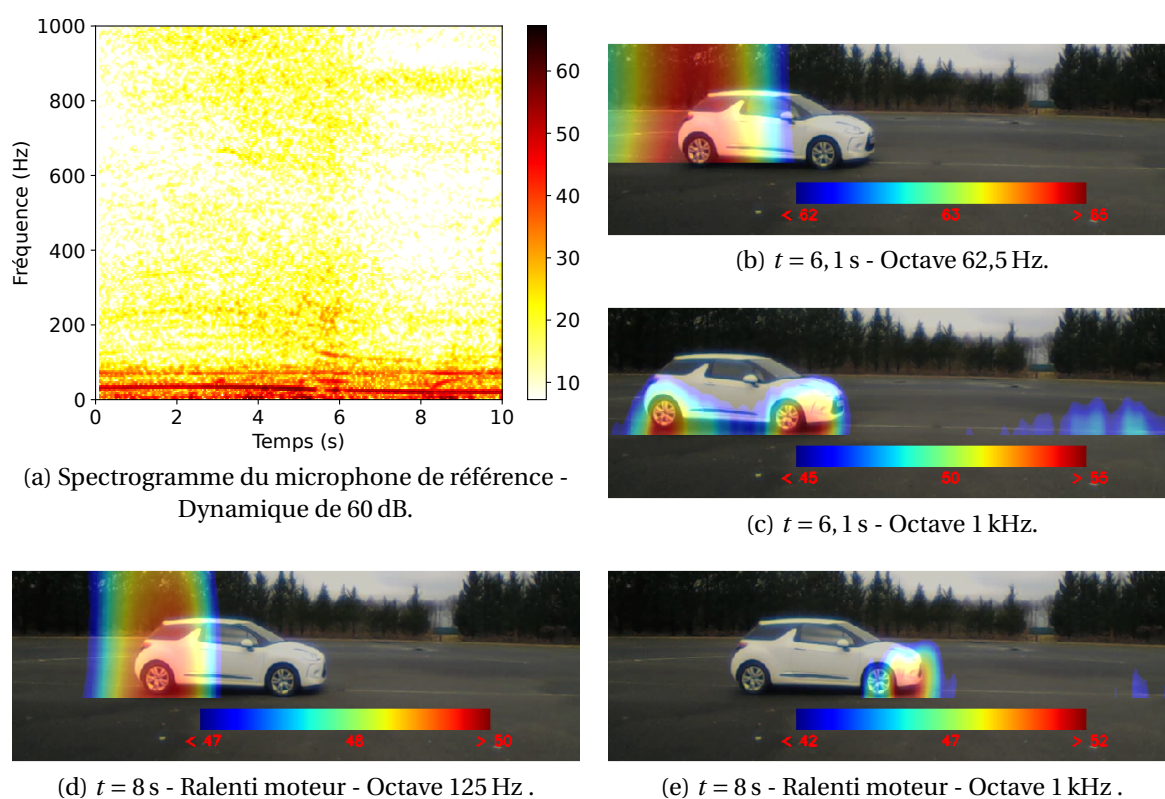 1000
800
600
400
200
0
Fréquence (Hz)
0 2 4 6 8 10
Temps (s)
60
50
40
30
20
10
(a) Spectrogramme du microphone de référence -
Dynamique de 60 dB.
< 62 63 > 65
(b) t = 6, 1 s - Octave 62,5 Hz.
< 45 50 > 55
(c) t = 6, 1 s - Octave 1 kHz.
< 47 48 > 50
(d) t = 8 s - Ralenti moteur - Octave 125 Hz .
< 42 47 > 52
(e) t = 8 s - Ralenti moteur - Octave 1 kHz .